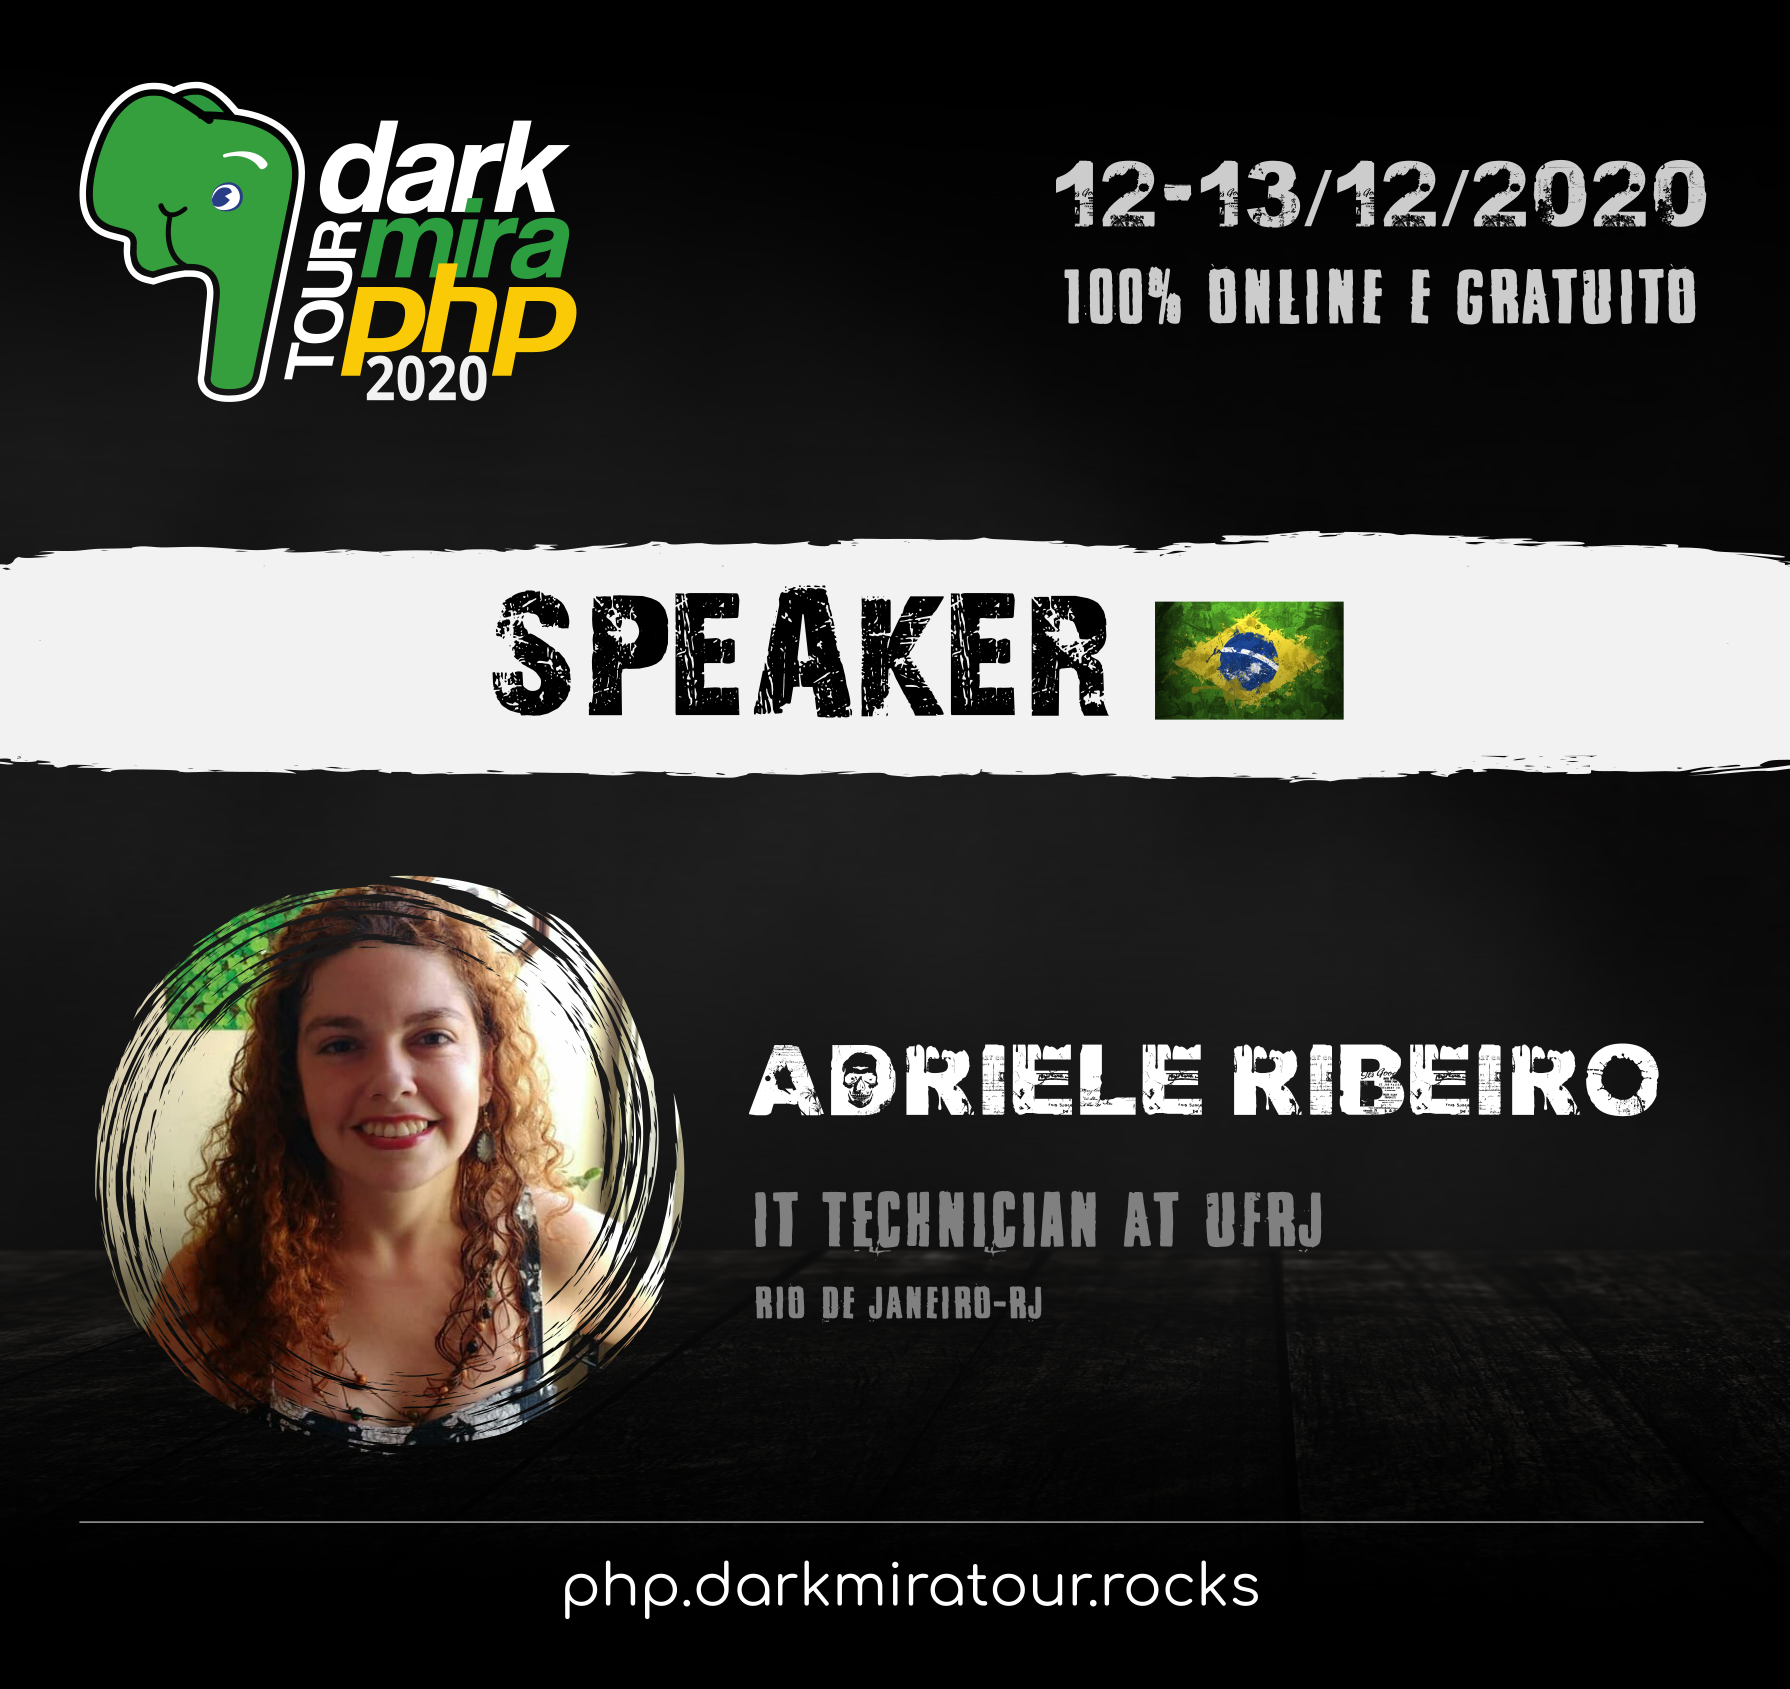 dark
mira
php
TOUR
2020
12-13/12/2020
100% ONLINE E GRATUITO
SPEAKER
ADRIELE RIBEIRO
IT TECHNICIAN AT UFRJ
RIO DE JANEIRO-RJ
php.darkmiratour.rocks